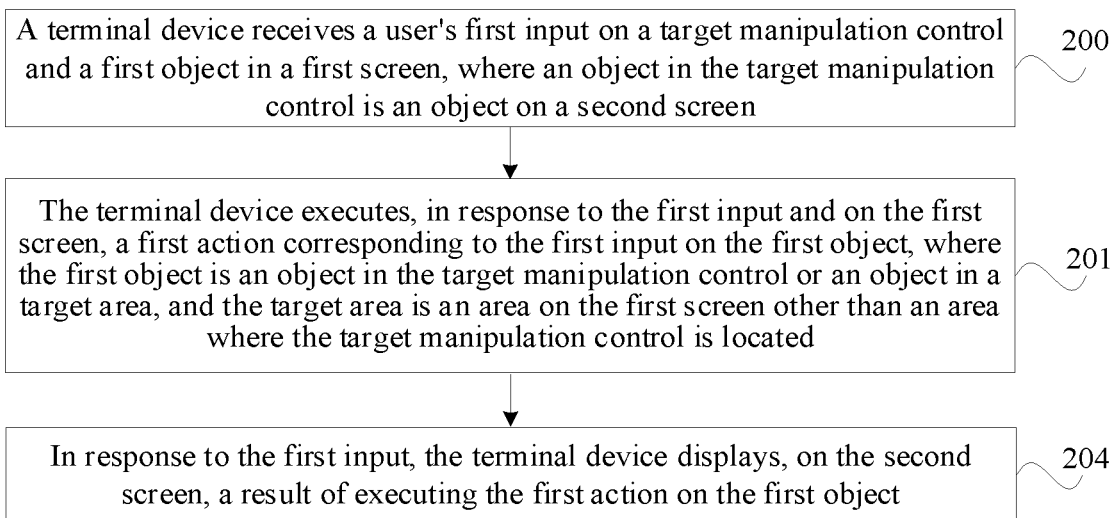 A terminal device receives a user's first input on a target manipulation control
and a first object in a first screen, where an object in the target manipulation
control is an object on a second screen
200
The terminal device executes, in response to the first input and on the first
screen, a first action corresponding to the first input on the first object, where
the first object is an object in the target manipulation control or an object in a
target area, and the target area is an area on the first screen other than an area
where the target manipulation control is located
201
In response to the first input, the terminal device displays, on the second
screen, a result of executing the first action on the first object
204